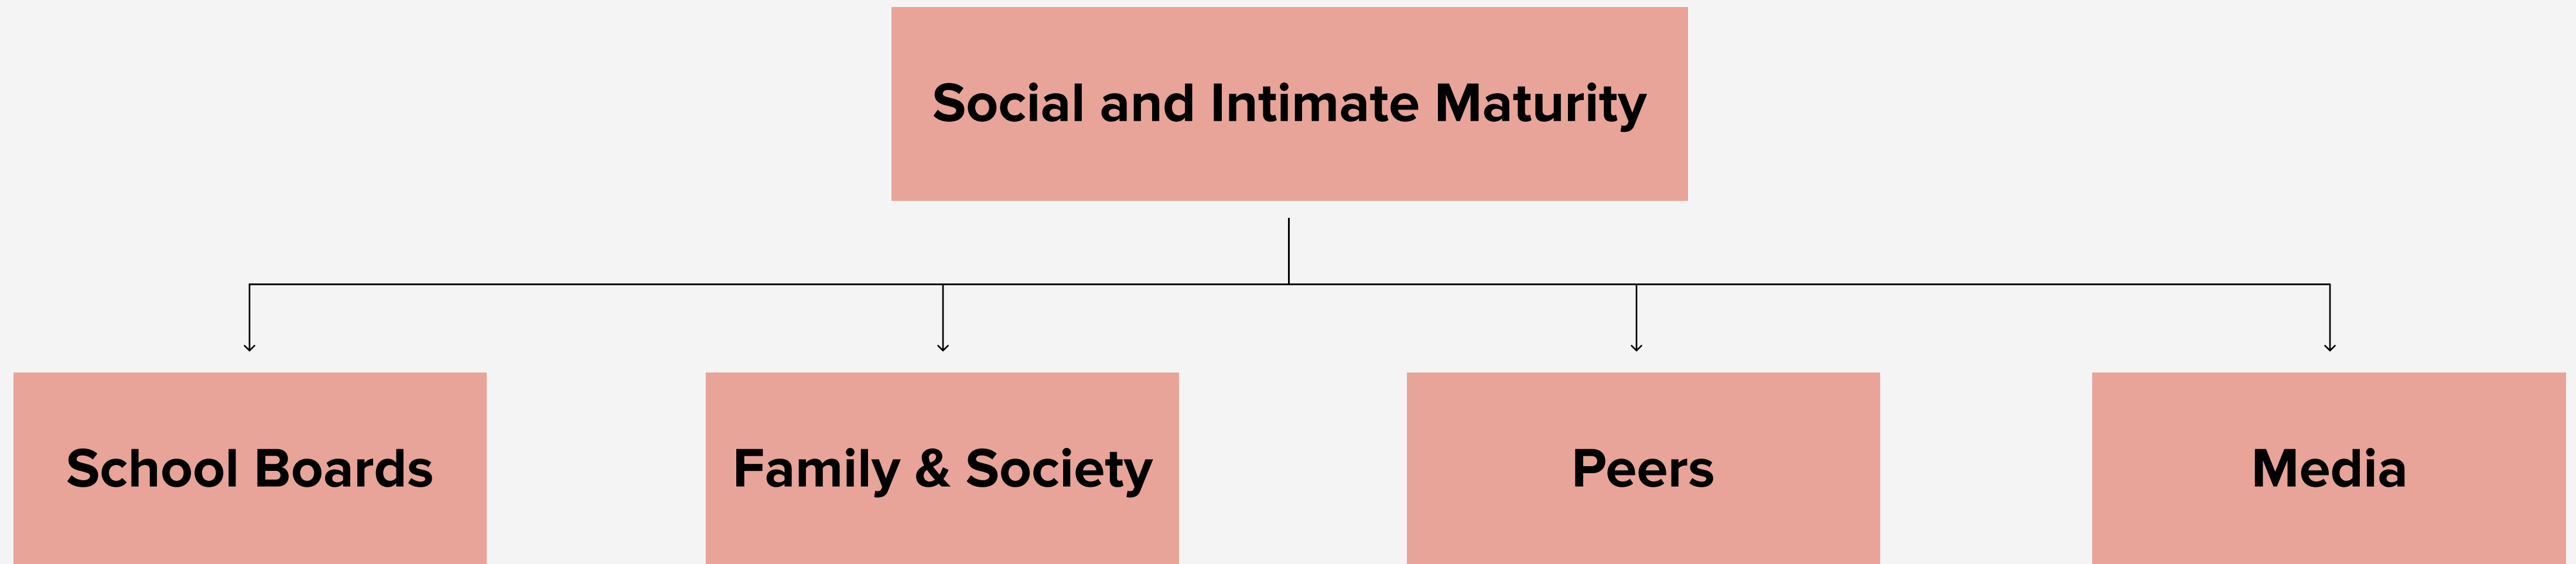 Social and Intimate Maturity
School Boards
Family & Society
Peers
Media